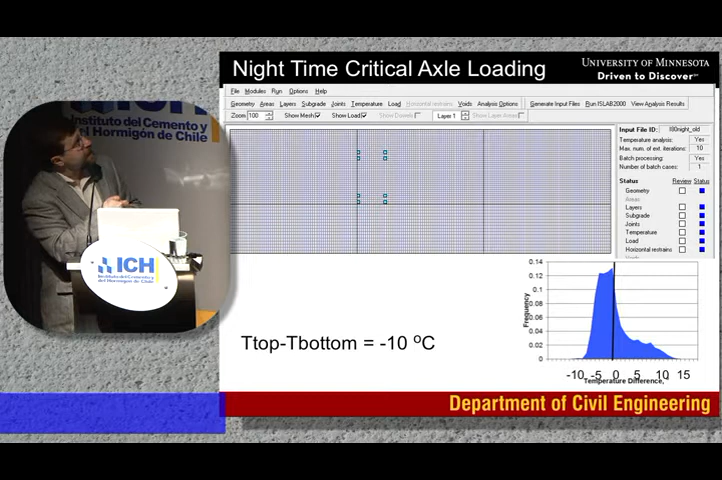 Night Time Critical Axle Loading
UNIVERSITY OF MINNESOTA
Driven to Discover
File Modules Run Options Help
Geometry Areas Layers Subgrade Joints Temperature Load Horizontal restrains Voids Analysis Options Generate Input Files Run ISLAB2000 View Analysis Results
Zoom 100 Show Mesh Show Load Show Dowels Layer 1 Show Layer Areas
Input File ID: I80night_old
Temperature analysis: Yes
Max. num. of ext. iterations: 10
Batch processing: Yes
Number of batch cases: 1
Status Review Status
Geometry
Areas
Layers
Subgrade
Joints
Temperature
Load
Horizontal restrains
ICH
Instituto del Cemento y
del Hormigón de Chile
ICH
Instituto del Cemento y
del Hormigón de Chile
Ttop-Tbottom = -10 ºC
Frequency
0.14
0.12
0.1
0.08
0.06
0.04
0.02
0
-10 -5 0 5 10 15
Temperature Difference,
Department of Civil Engineering